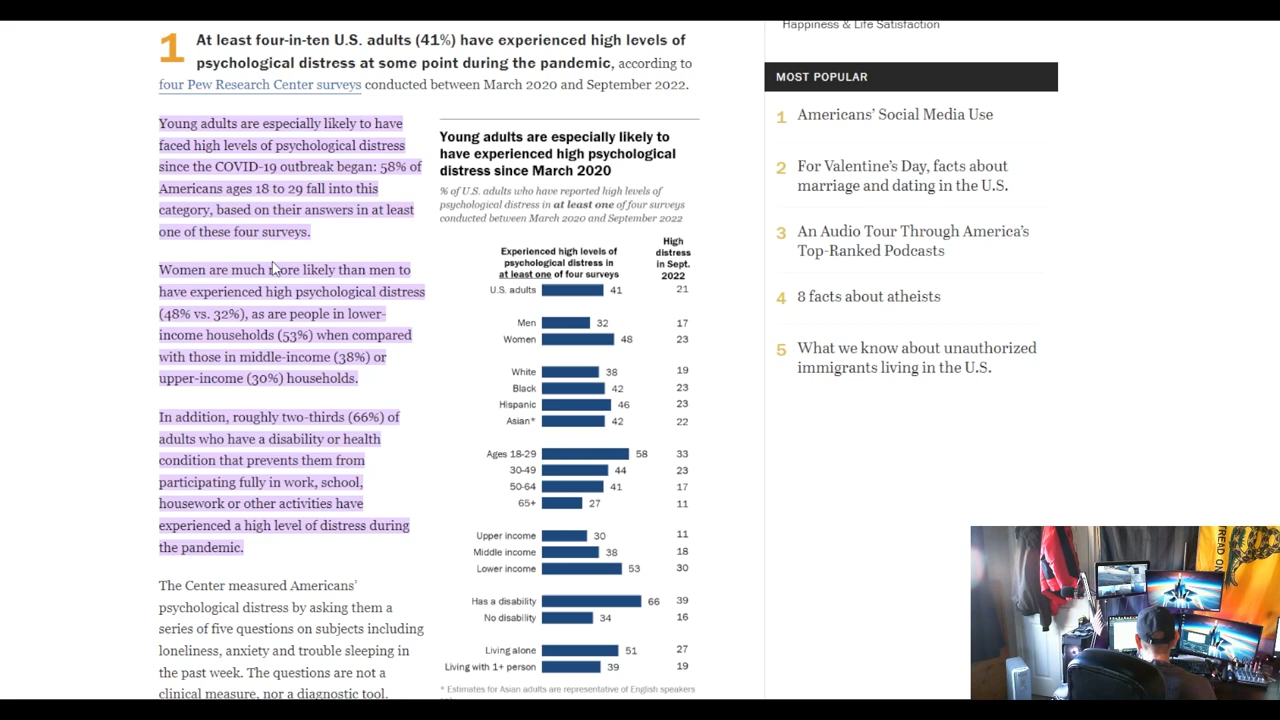 Happiness & Life Satisfaction
1
At least four-in-ten U.S. adults (41%) have experienced high levels of
psychological distress at some point during the pandemic, according to
four Pew Research Center surveys conducted between March 2020 and September 2022.
Young adults are especially likely to have
faced high levels of psychological distress
since the COVID-19 outbreak began: 58% of
Americans ages 18 to 29 fall into this
category, based on their answers in at least
one of these four surveys.
Women are much more likely than men to
have experienced high psychological distress
(48% vs. 32%), as are people in lower-
income households (53%) when compared
with those in middle-income (38%) or
upper-income (30%) households.
In addition, roughly two-thirds (66%) of
adults who have a disability or health
condition that prevents them from
participating fully in work, school,
housework or other activities have
experienced a high level of distress during
the pandemic.
The Center measured Americans'
psychological distress by asking them a
series of five questions on subjects including
loneliness, anxiety and trouble sleeping in
the past week. The questions are not a
clinical measure, nor a diagnostic tool.
Young adults are especially likely to
have experienced high psychological
distress since March 2020
% of U.S. adults who have reported high levels of
psychological distress in at least one of four surveys
conducted between March 2020 and September 2022
Experienced high levels of
psychological distress in
at least one of four surveys
High
distress
in Sept.
2022
U.S. adults 41 21
Men 32 17
Women 48 23
White 38 19
Black 42 23
Hispanic 46 23
Asian* 42 22
Ages 18-29 58 33
30-49 44 23
50-64 41 17
65+ 27 11
Upper income 30 11
Middle income 38 18
Lower income 53 30
Has a disability 66 39
No disability 34 16
Living alone 51 27
Living with 1+ person 39 19
* Estimates for Asian adults are representative of English speakers
MOST POPULAR
1 Americans' Social Media Use
2 For Valentine's Day, facts about
marriage and dating in the U.S.
3 An Audio Tour Through America's
Top-Ranked Podcasts
4 8 facts about atheists
5 What we know about unauthorized
immigrants living in the U.S.
TREAD ON